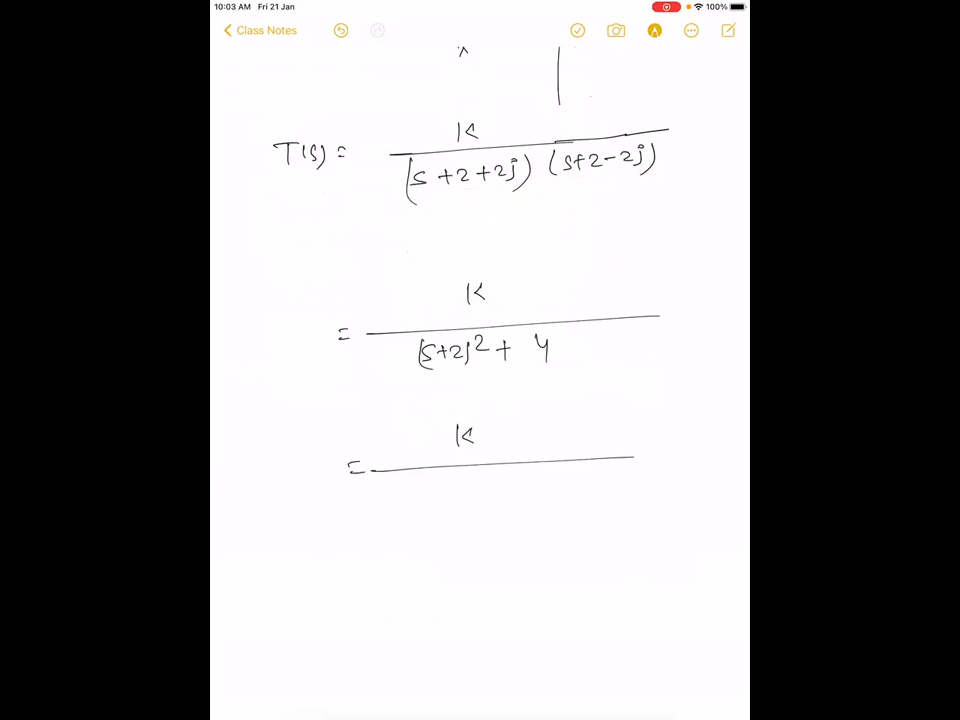 10:03 AM Fri 21 Jan 100%
Class Notes
x
K
T(s) =
(s+2+2j) (s+2-2j)
K
=
(s+2)² + 4
K
=